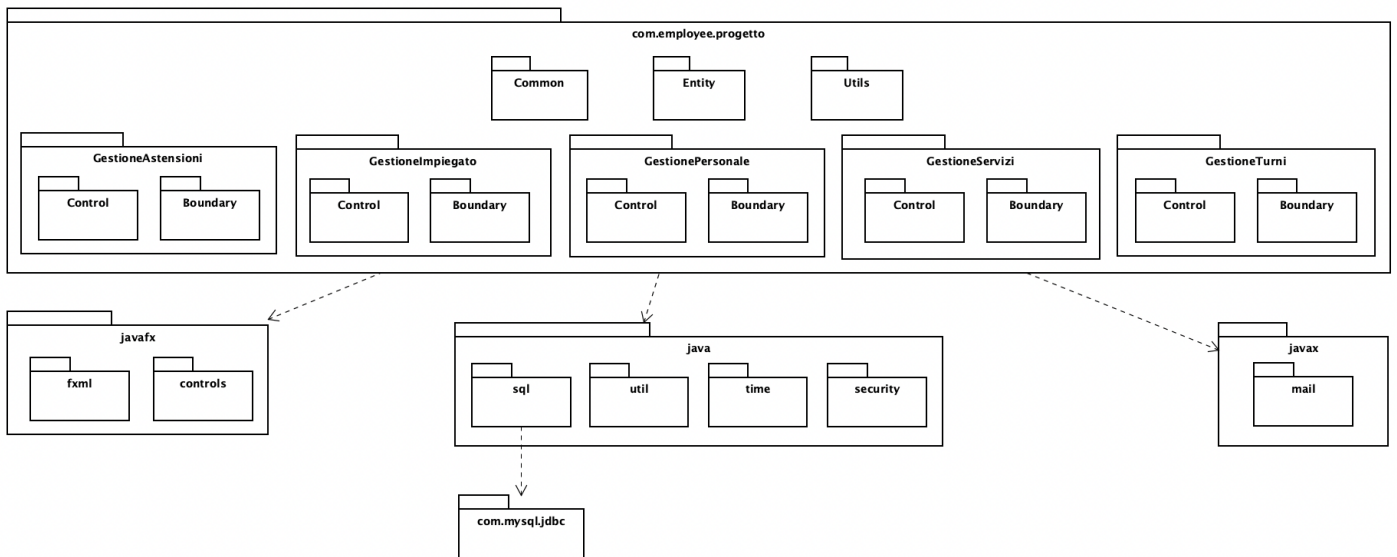 com.employee.progetto
Common
Entity
Utils
GestioneAstensioni
Control
Boundary
GestioneImpiegato
Control
Boundary
GestionePersonale
Control
Boundary
GestioneServizi
Control
Boundary
GestioneTurni
Control
Boundary
javafx
fxml
controls
java
sql
util
time
security
javax
mail
com.mysql.jdbc